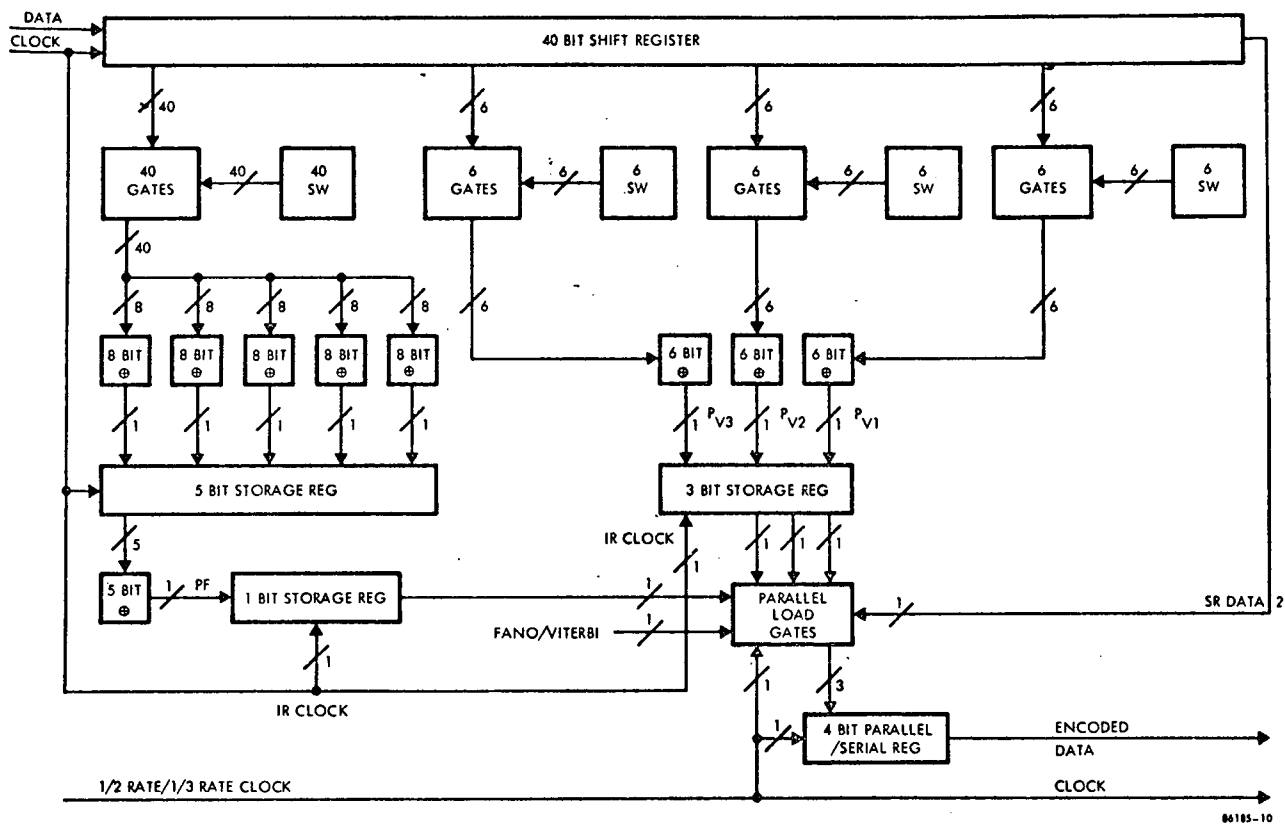 DATA
CLOCK
40 BIT SHIFT REGISTER
40
6
6
6
40
GATES
40
40
SW
6
GATES
6
6
SW
6
GATES
6
6
SW
6
GATES
6
6
SW
40
8
8
8
8
8
6
6
6
8 BIT
⊕
8 BIT
⊕
8 BIT
⊕
8 BIT
⊕
8 BIT
⊕
6 BIT
⊕
6 BIT
⊕
6 BIT
⊕
1
1
1
1
1
1
PV3
1
PV2
1
PV1
5 BIT STORAGE REG
3 BIT STORAGE REG
5
IR CLOCK
1
1
1
1
5 BIT
⊕
1
PF
1 BIT STORAGE REG
1
PARALLEL
LOAD
GATES
1
SR DATA 2
FANO/VITERBI
1
1
IR CLOCK
1
3
1
4 BIT PARALLEL
/SERIAL REG
ENCODED
DATA
1/2 RATE/1/3 RATE CLOCK
CLOCK
86185-10